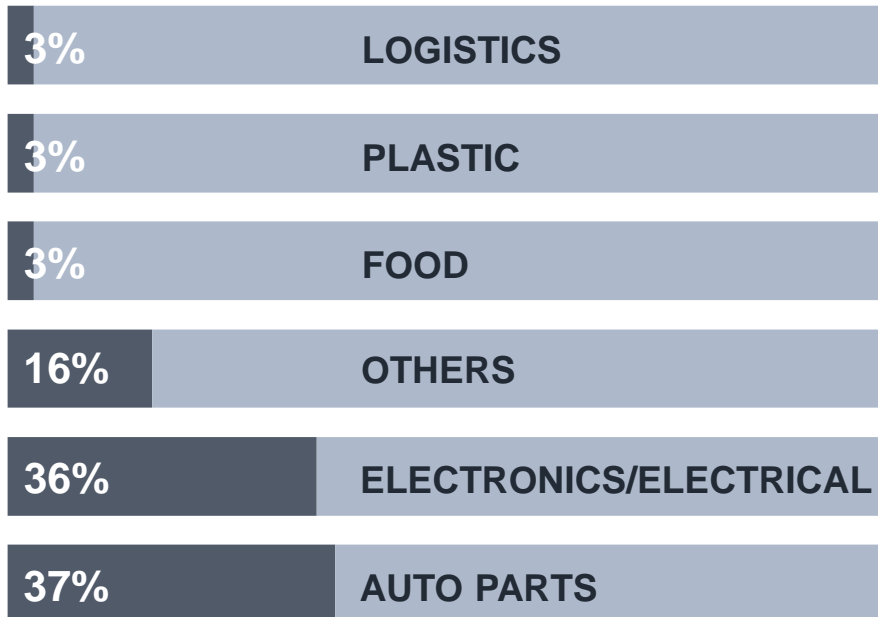 3% LOGISTICS
3% PLASTIC
3% FOOD
16% OTHERS
36% ELECTRONICS/ELECTRICAL
37% AUTO PARTS